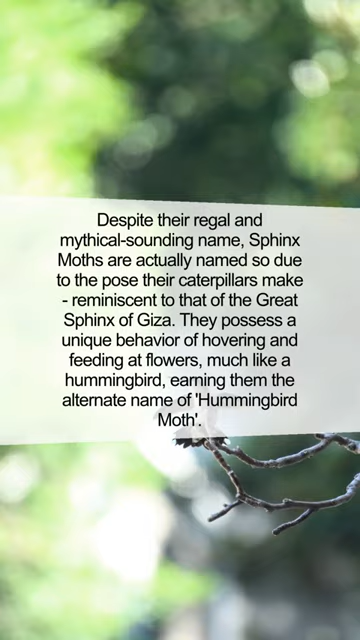 Despite their regal and
mythical-sounding name, Sphinx
Moths are actually named so due
to the pose their caterpillars make
- reminiscent to that of the Great
Sphinx of Giza. They possess a
unique behavior of hovering and
feeding at flowers, much like a
hummingbird, earning them the
alternate name of 'Hummingbird
Moth'.